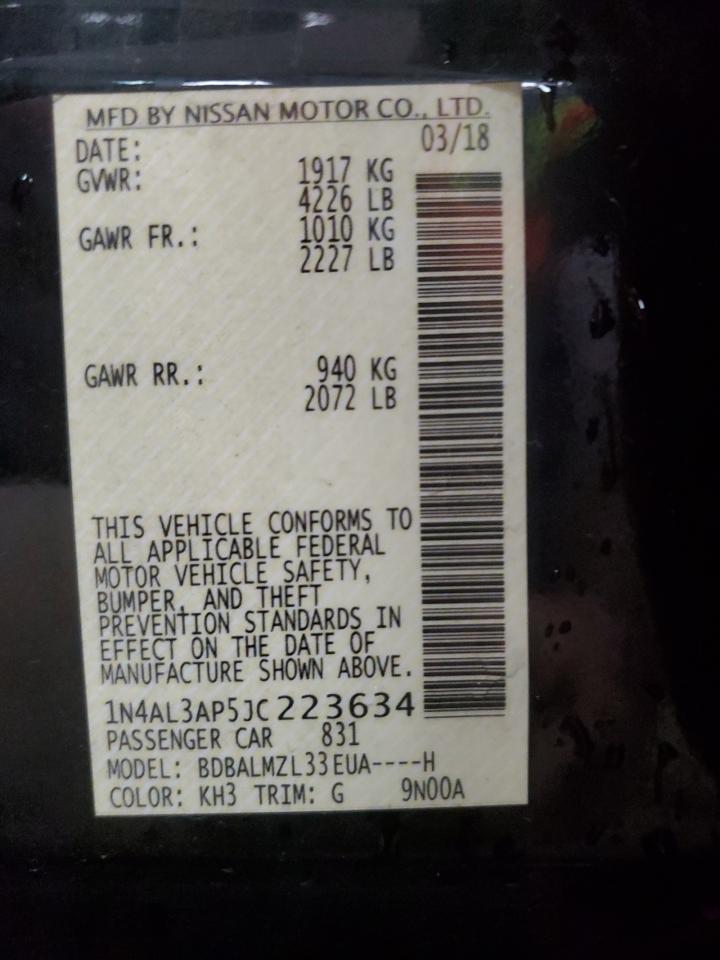 MFD BY NISSAN MOTOR CO., LTD.
DATE: 03/18
GVWR: 1917 KG
4226 LB
GAWR FR.: 1010 KG
2227 LB
GAWR RR.: 940 KG
2072 LB
THIS VEHICLE CONFORMS TO
ALL APPLICABLE FEDERAL
MOTOR VEHICLE SAFETY,
BUMPER, AND THEFT
PREVENTION STANDARDS IN
EFFECT ON THE DATE OF
MANUFACTURE SHOWN ABOVE.
1N4AL3AP5JC223634
PASSENGER CAR 831
MODEL: BDBALMZL33EUA----H
COLOR: KH3 TRIM: G 9N00A